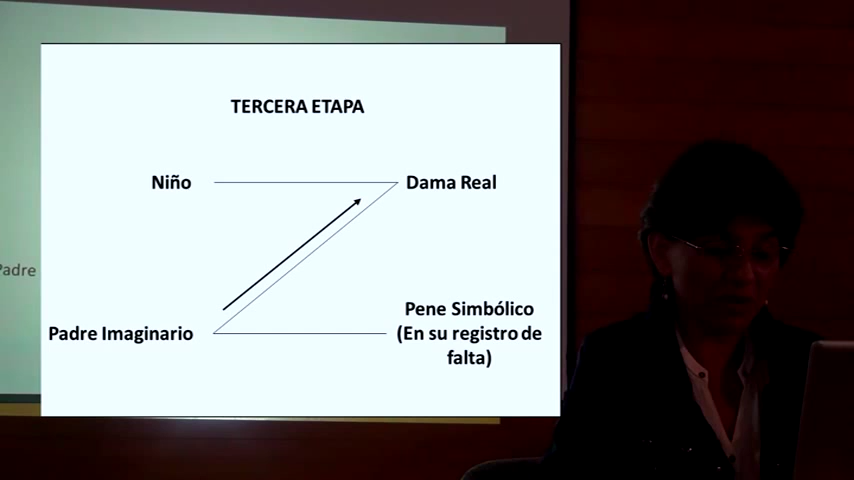 TERCERA ETAPA
Niño
Dama Real
Padre
Padre Imaginario
Pene Simbólico
(En su registro de
falta)